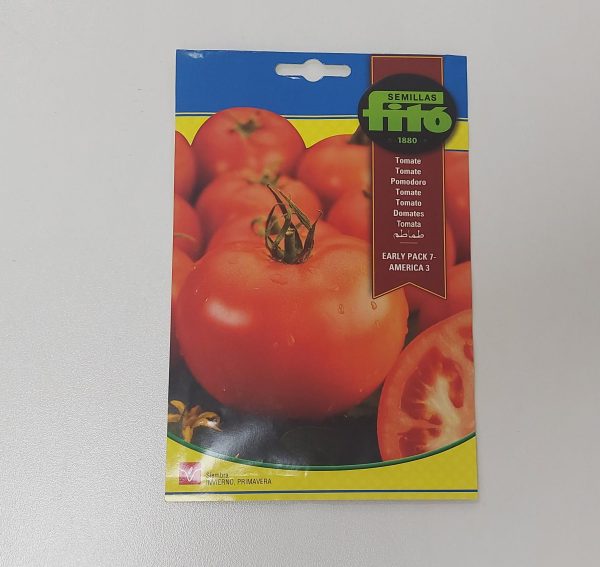 SEMILLAS
fitó
1880
Tomate
Tomate
Pomodoro
Tomate
Tomato
Domates
Tomata
طماطم
EARLY PACK 7-
AMERICA 3
Siembra
INVIERNO, PRIMAVERA